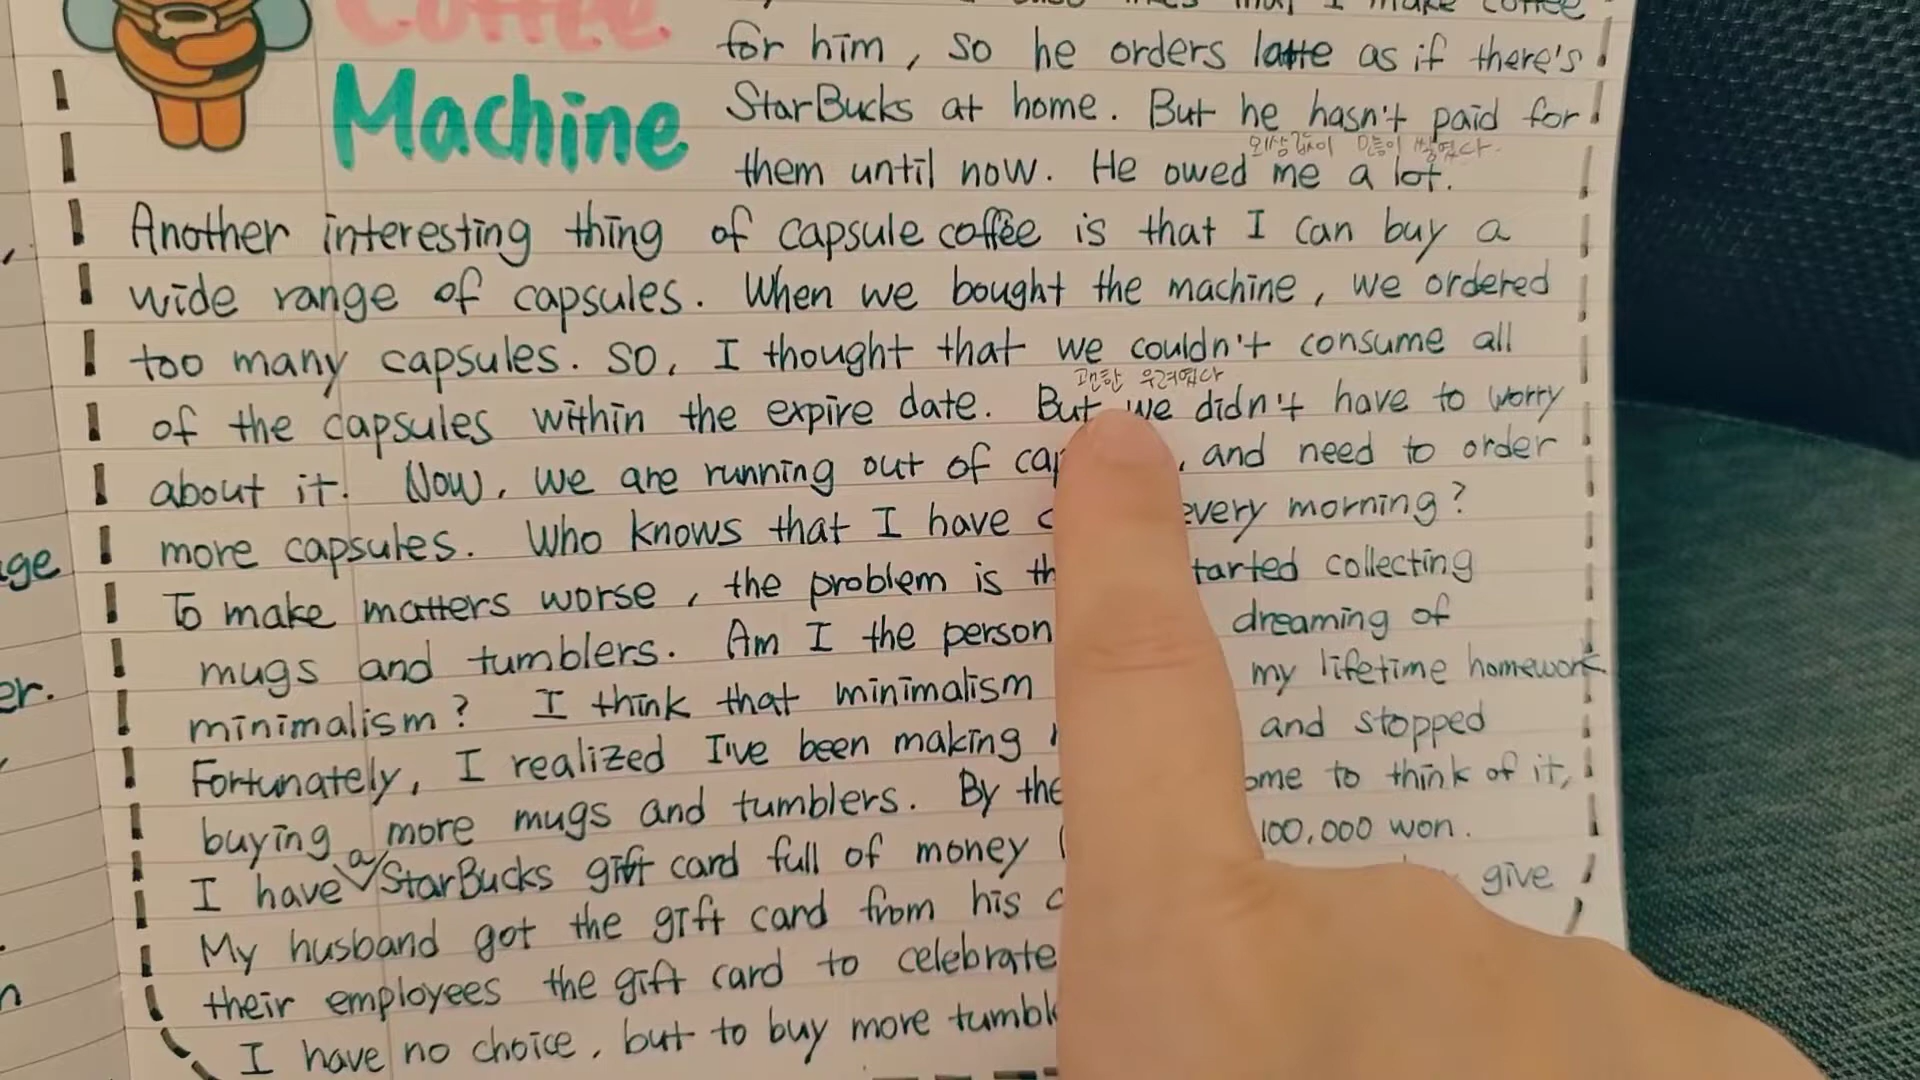 Coffee
Machine
that I make coffee
for him, so he orders latte as if there's
StarBucks at home. But he hasn't paid for
외상값이 많이 쌓였다.
them until now. He owed me a lot.
Another interesting thing of capsule coffee is that I can buy a
wide range of capsules. When we bought the machine, we ordered
too many capsules. So, I thought that we couldn't consume all
괜한 우려였다
of the capsules within the expire date. But we didn't have to worry
about it. Now, we are running out of cap , and need to order
more capsules. Who knows that I have c every morning?
To make matters worse, the problem is th tarted collecting
mugs and tumblers. Am I the person dreaming of
minimalism? I think that minimalism my lifetime homework
Fortunately, I realized I've been making and stopped
buying more mugs and tumblers. By the ome to think of it,
I have a StarBucks gift card full of money 100,000 won.
My husband got the gift card from his c give
their employees the gift card to celebrate
I have no choice, but to buy more tumbl
ge
er.
n